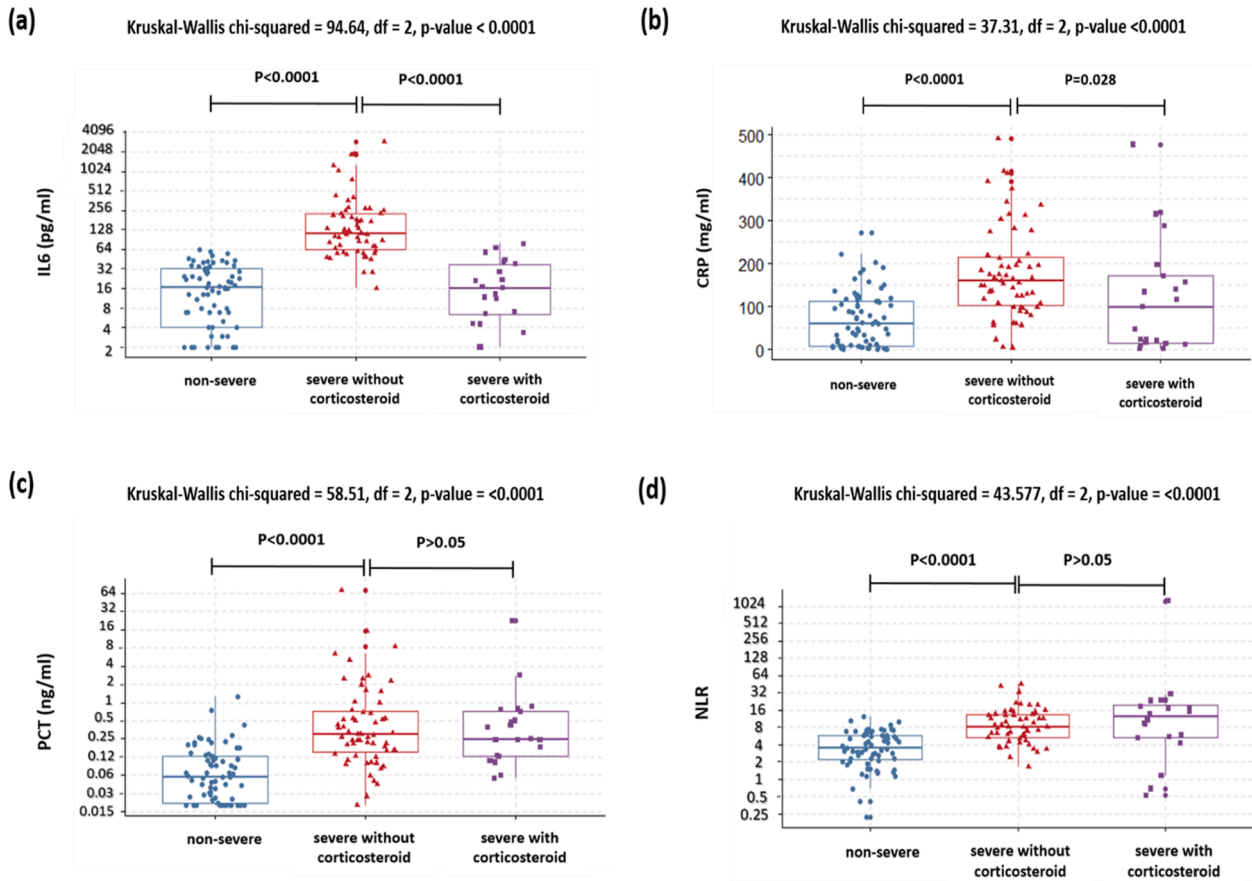 (a)
Kruskal-Wallis chi-squared = 94.64, df = 2, p-value < 0.0001
P<0.0001
P<0.0001
IL6 (pg/ml)
4096
2048
1024
512
256
128
64
32
16
8
4
2
non-severe
severe without
corticosteroid
severe with
corticosteroid
(b)
Kruskal-Wallis chi-squared = 37.31, df = 2, p-value <0.0001
P<0.0001
P=0.028
CRP (mg/ml)
500
400
300
200
100
0
non-severe
severe without
corticosteroid
severe with
corticosteroid
(c)
Kruskal-Wallis chi-squared = 58.51, df = 2, p-value = <0.0001
P<0.0001
P>0.05
PCT (ng/ml)
64
32
16
8
4
2
1
0.5
0.25
0.12
0.06
0.03
0.015
non-severe
severe without
corticosteroid
severe with
corticosteroid
(d)
Kruskal-Wallis chi-squared = 43.577, df = 2, p-value = <0.0001
P<0.0001
P>0.05
NLR
1024
512
256
128
64
32
16
8
4
2
1
0.5
0.25
non-severe
severe without
corticosteroid
severe with
corticosteroid